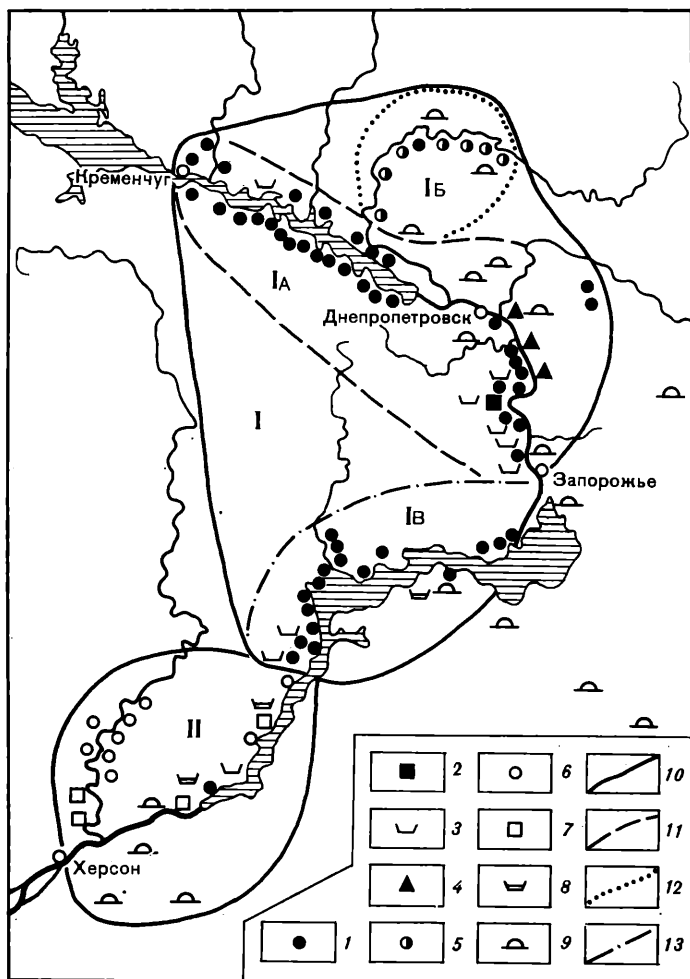 Кременчуг
IБ
IА
Днепропетровск
I
Запорожье
IВ
II
Херсон
2 6 10
3 7 11
4 8 12
1 5 9 13